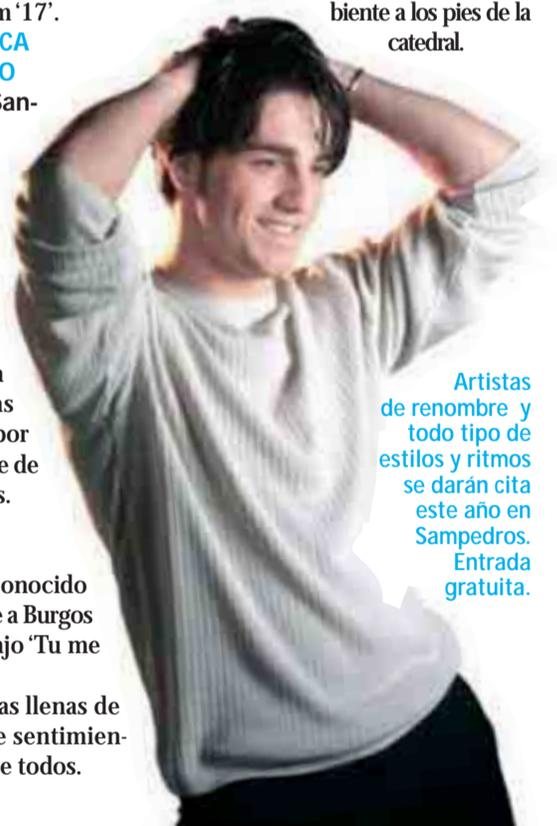 '17'.
CA
O
San-
as
por
e de
s.
onocido
e a Burgos
ajo ‘Tu me
as llenas de
e sentimien-
e todos.
biente a los pies de la
catedral.
Artistas
de renombre y
todo tipo de
estilos y ritmos
se darán cita
este año en
Sampedros.
Entrada
gratuita.